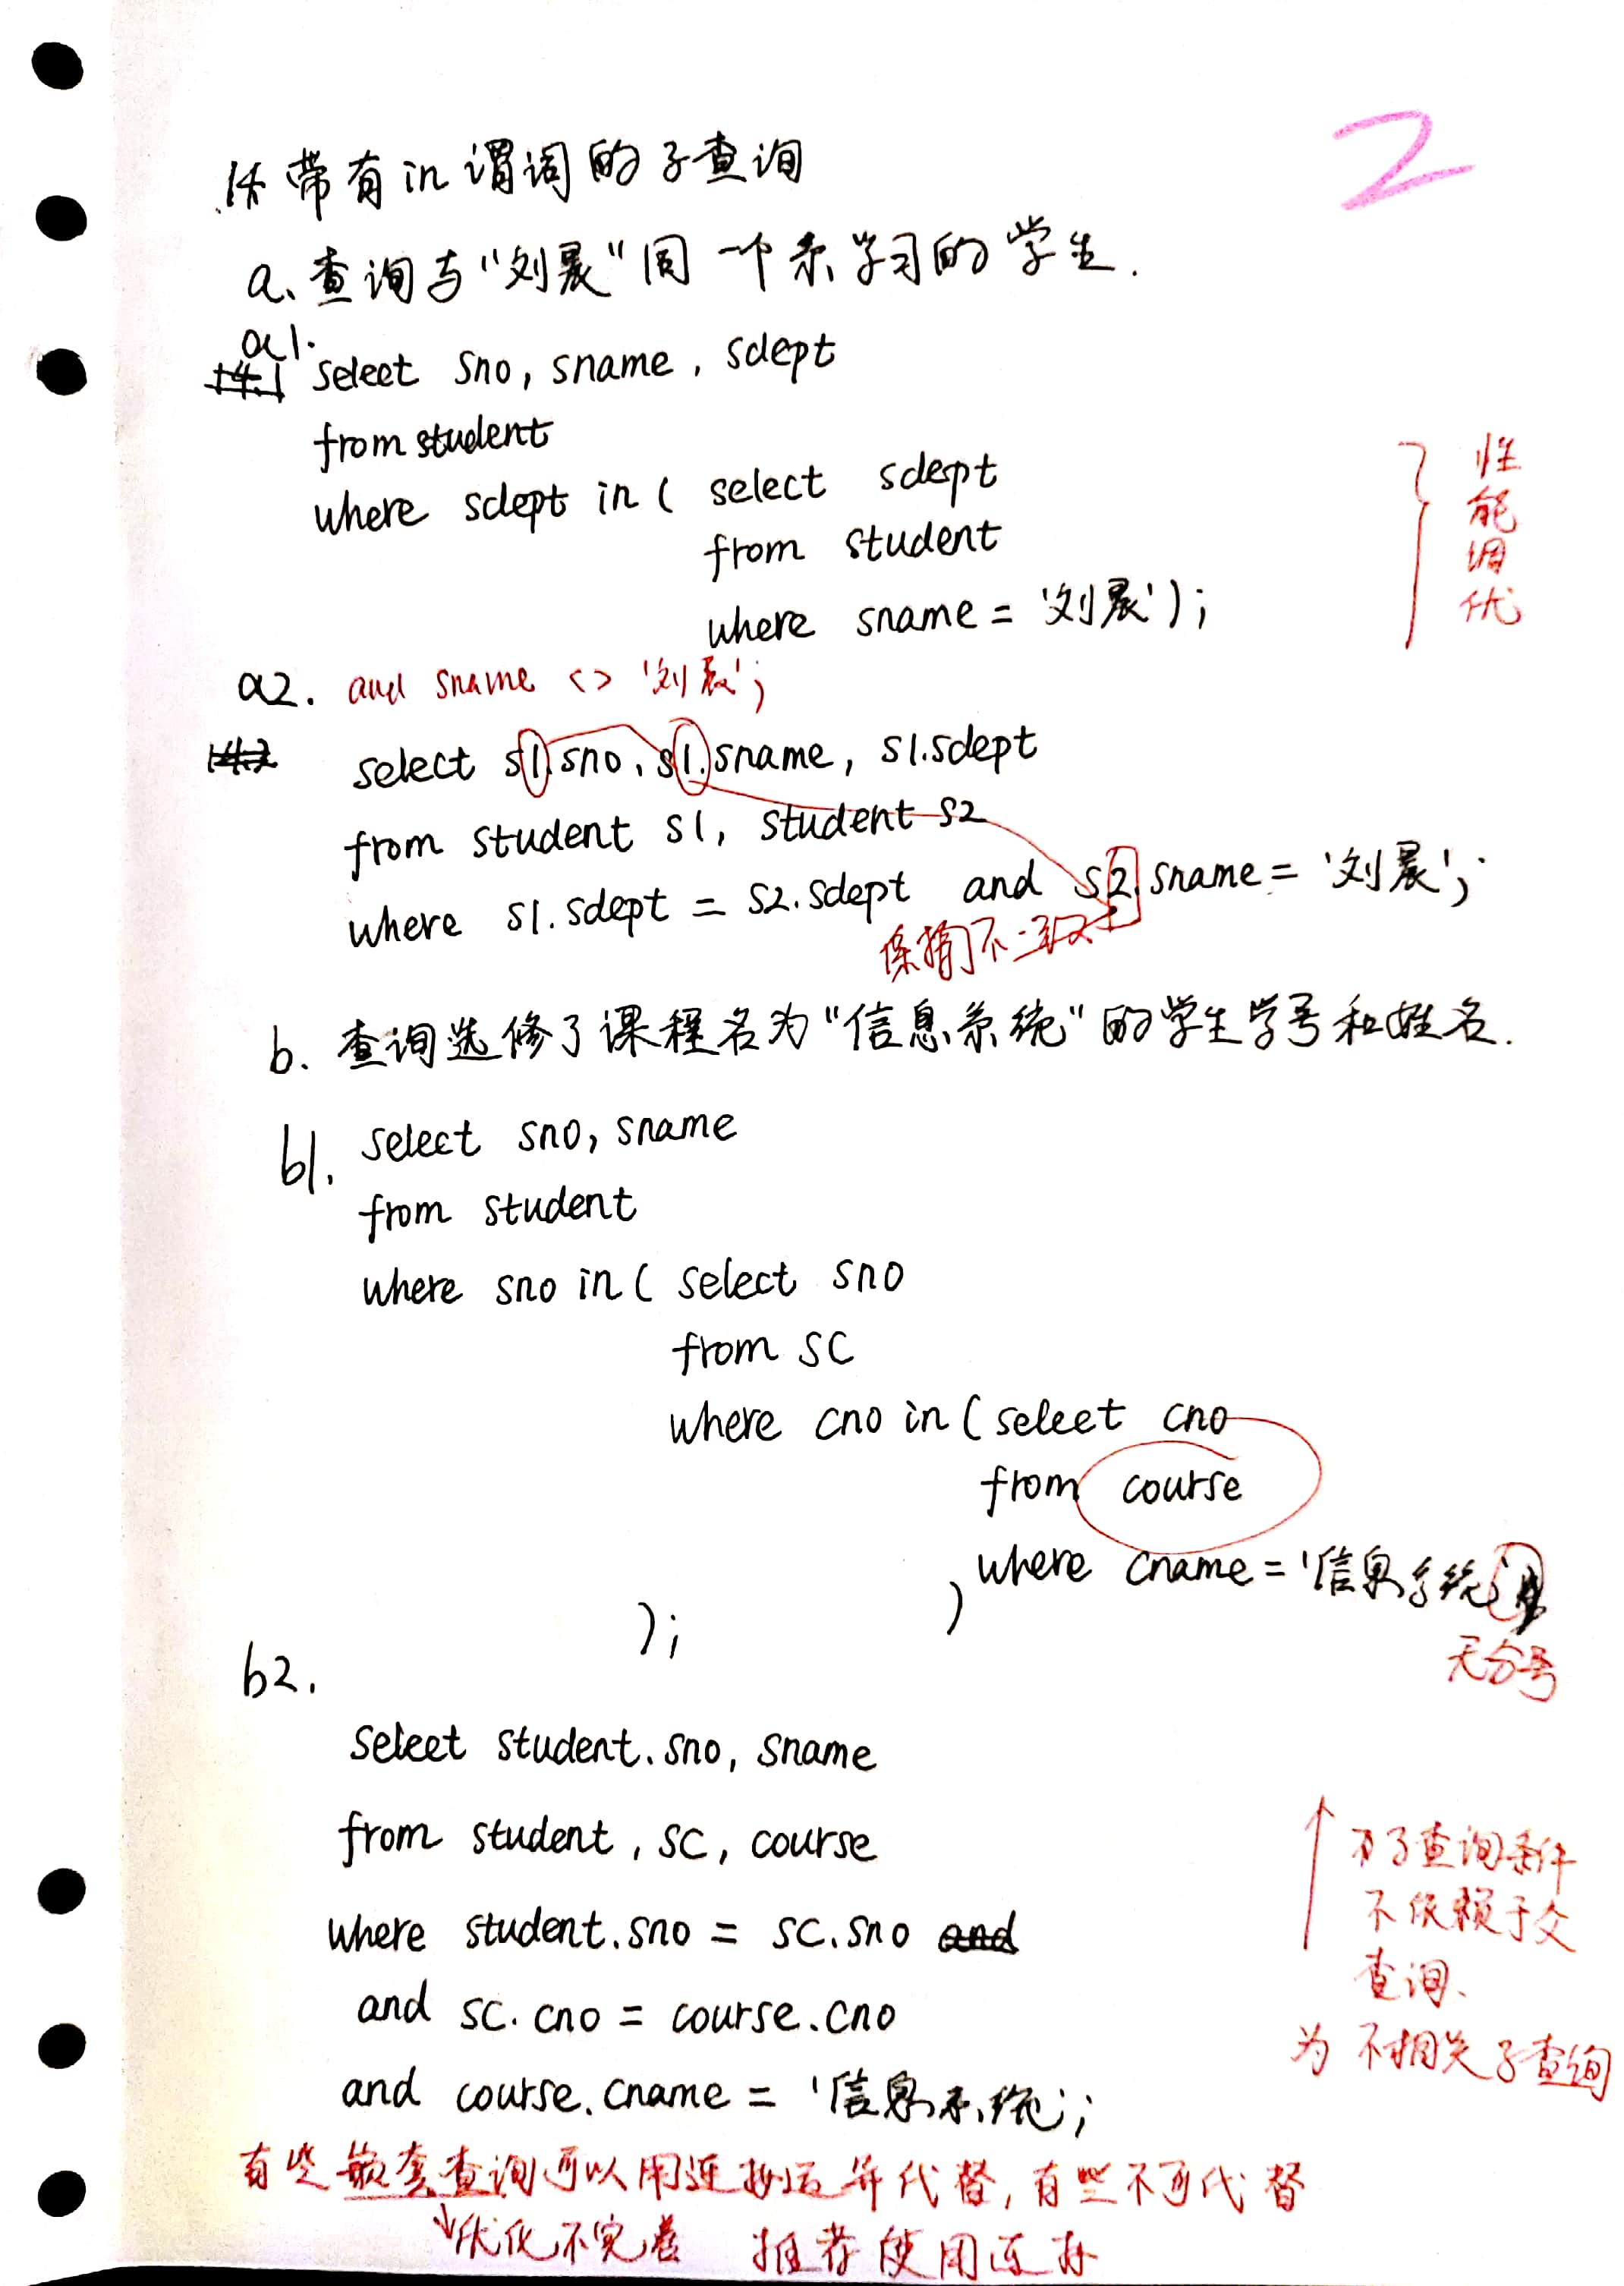 2
带有in谓词的子查询
a、查询与"刘晨"同一个系学习的学生.
a1.
14.1 select sno, sname, sdept
from student
where sdept in ( select sdept
from student
where sname = '刘晨');
性能调优
a2. and sname <> '刘晨';
14.2 select s1.sno, s1.sname, s1.sdept
from student s1, student s2
where s1.sdept = s2.sdept and s2.sname = '刘晨';
b. 查询选修了课程名为"信息系统"的学生学号和姓名.
b1. select sno, sname
from student
where sno in ( select sno
from SC
where cno in ( select cno
from course
where cname = '信息系统'
)
);
无分号
b2.
select student.sno, sname
from student, SC, course
where student.sno = SC.sno and
and SC.cno = course.cno
and course.cname = '信息系统';
子查询条件
不依赖于父
查询、
为不相关子查询
有些嵌套查询可以用连接运算代替, 有些不可代替
↓优化不完善 推荐使用连接